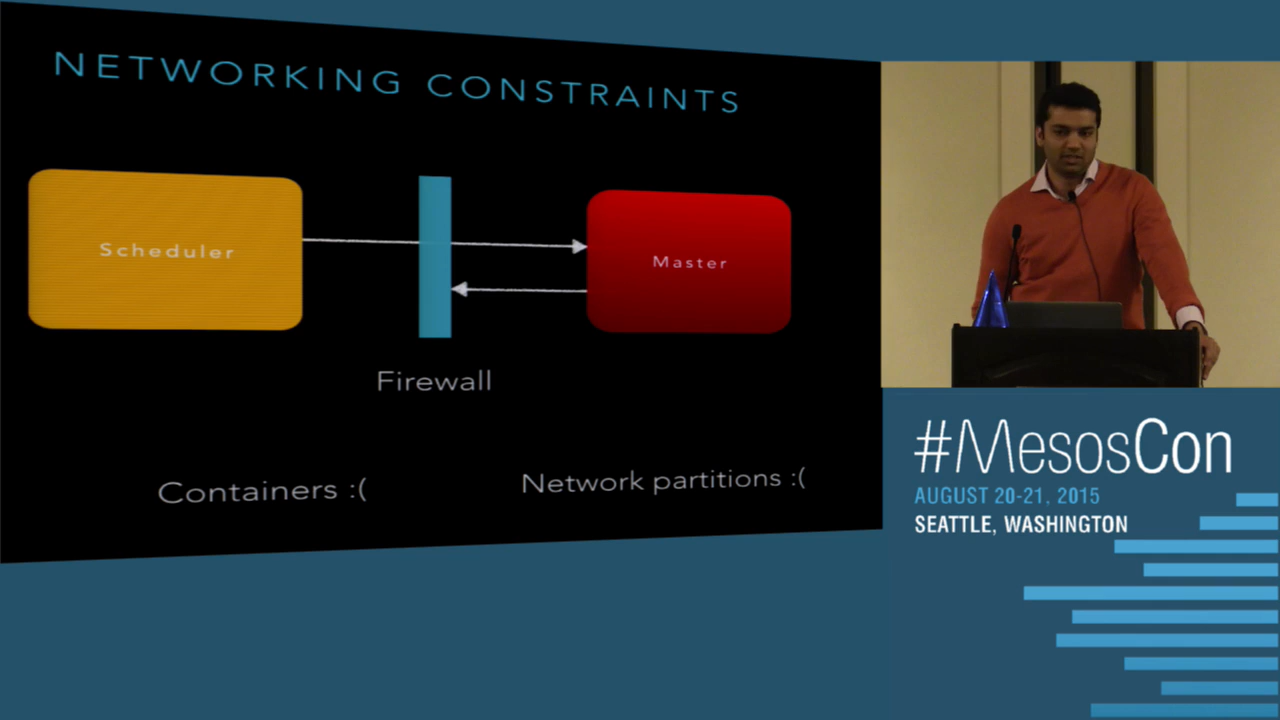 NETWORKING CONSTRAINTS
Scheduler
Master
Firewall
Containers :(
Network partitions :(
#MesosCon
AUGUST 20-21, 2015
SEATTLE, WASHINGTON